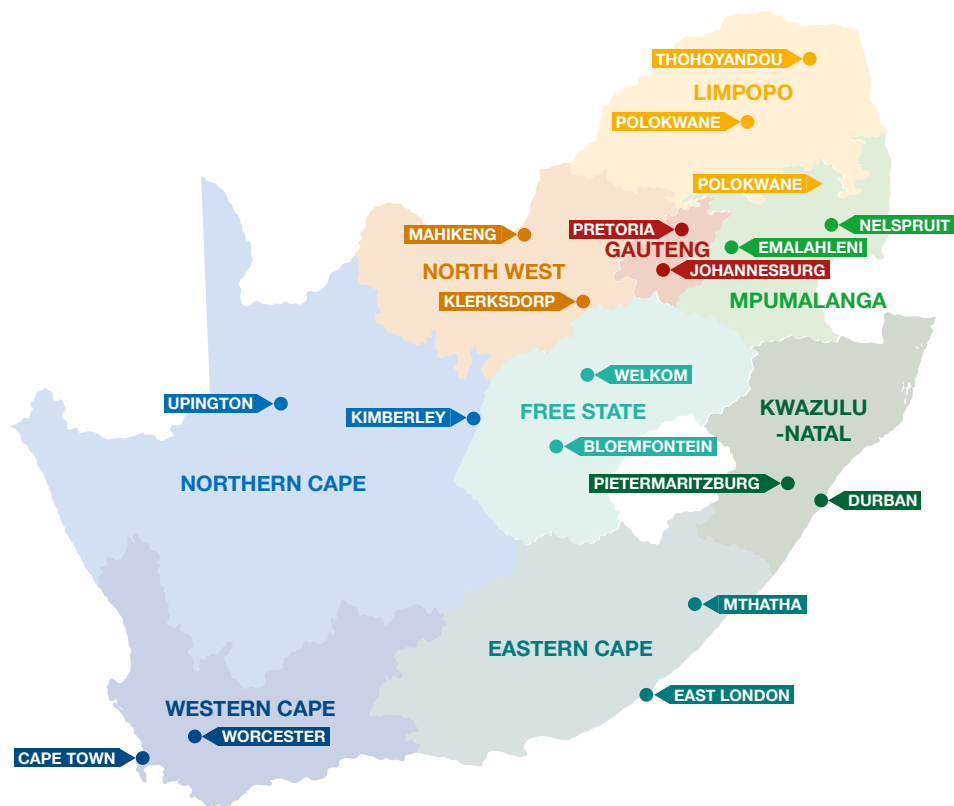 THOHOYANDOU
LIMPOPO
POLOKWANE
POLOKWANE
NELSPRUIT
PRETORIA
MAHIKENG
EMALAHLENI
GAUTENG
NORTH WEST
JOHANNESBURG
MPUMALANGA
KLERKSDORP
WELKOM
UPINGTON
KIMBERLEY
FREE STATE
KWAZULU
-NATAL
BLOEMFONTEIN
NORTHERN CAPE
PIETERMARITZBURG
DURBAN
MTHATHA
EASTERN CAPE
EAST LONDON
WESTERN CAPE
WORCESTER
CAPE TOWN